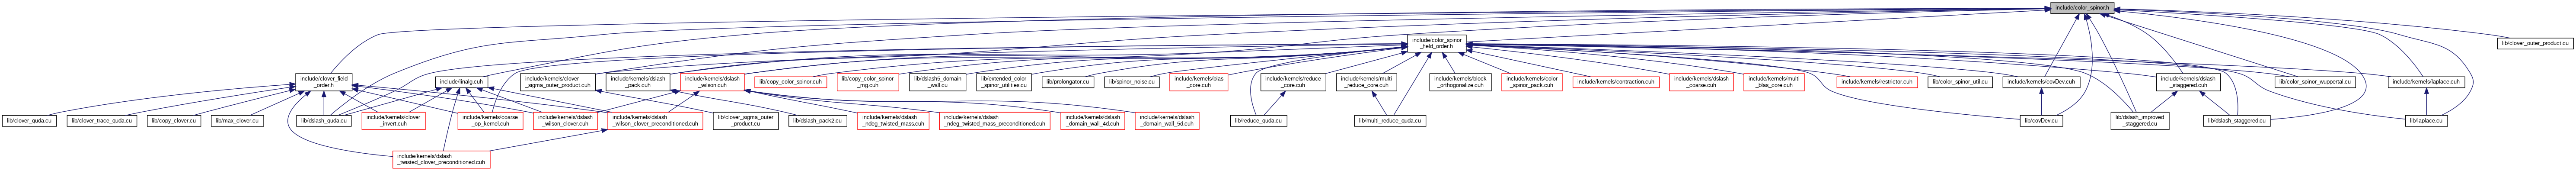 include/color_spinor.h
include/color_spinor
_field_order.h
lib/clover_outer_product.cu
include/clover_field
_order.h
include/linalg.cuh
include/kernels/clover
_sigma_outer_product.cuh
include/kernels/dslash
_pack.cuh
include/kernels/dslash
_wilson.cuh
lib/copy_color_spinor.cuh
lib/copy_color_spinor
_mg.cuh
lib/dslash5_domain
_wall.cu
lib/extended_color
_spinor_utilities.cu
lib/prolongator.cu
lib/spinor_noise.cu
include/kernels/blas
_core.cuh
include/kernels/reduce
_core.cuh
include/kernels/multi
_reduce_core.cuh
include/kernels/block
_orthogonalize.cuh
include/kernels/color
_spinor_pack.cuh
include/kernels/contraction.cuh
include/kernels/dslash
_coarse.cuh
include/kernels/multi
_blas_core.cuh
include/kernels/restrictor.cuh
lib/color_spinor_util.cu
include/kernels/covDev.cuh
include/kernels/dslash
_staggered.cuh
lib/color_spinor_wuppertal.cu
include/kernels/laplace.cuh
lib/clover_quda.cu
lib/clover_trace_quda.cu
lib/copy_clover.cu
lib/max_clover.cu
lib/dslash_quda.cu
include/kernels/clover
_invert.cuh
include/kernels/coarse
_op_kernel.cuh
include/kernels/dslash
_wilson_clover.cuh
include/kernels/dslash
_wilson_clover_preconditioned.cuh
lib/clover_sigma_outer
_product.cu
lib/dslash_pack2.cu
include/kernels/dslash
_ndeg_twisted_mass.cuh
include/kernels/dslash
_ndeg_twisted_mass_preconditioned.cuh
include/kernels/dslash
_domain_wall_4d.cuh
include/kernels/dslash
_domain_wall_5d.cuh
lib/reduce_quda.cu
lib/multi_reduce_quda.cu
lib/covDev.cu
lib/dslash_improved
_staggered.cu
lib/dslash_staggered.cu
lib/laplace.cu
include/kernels/dslash
_twisted_clover_preconditioned.cuh